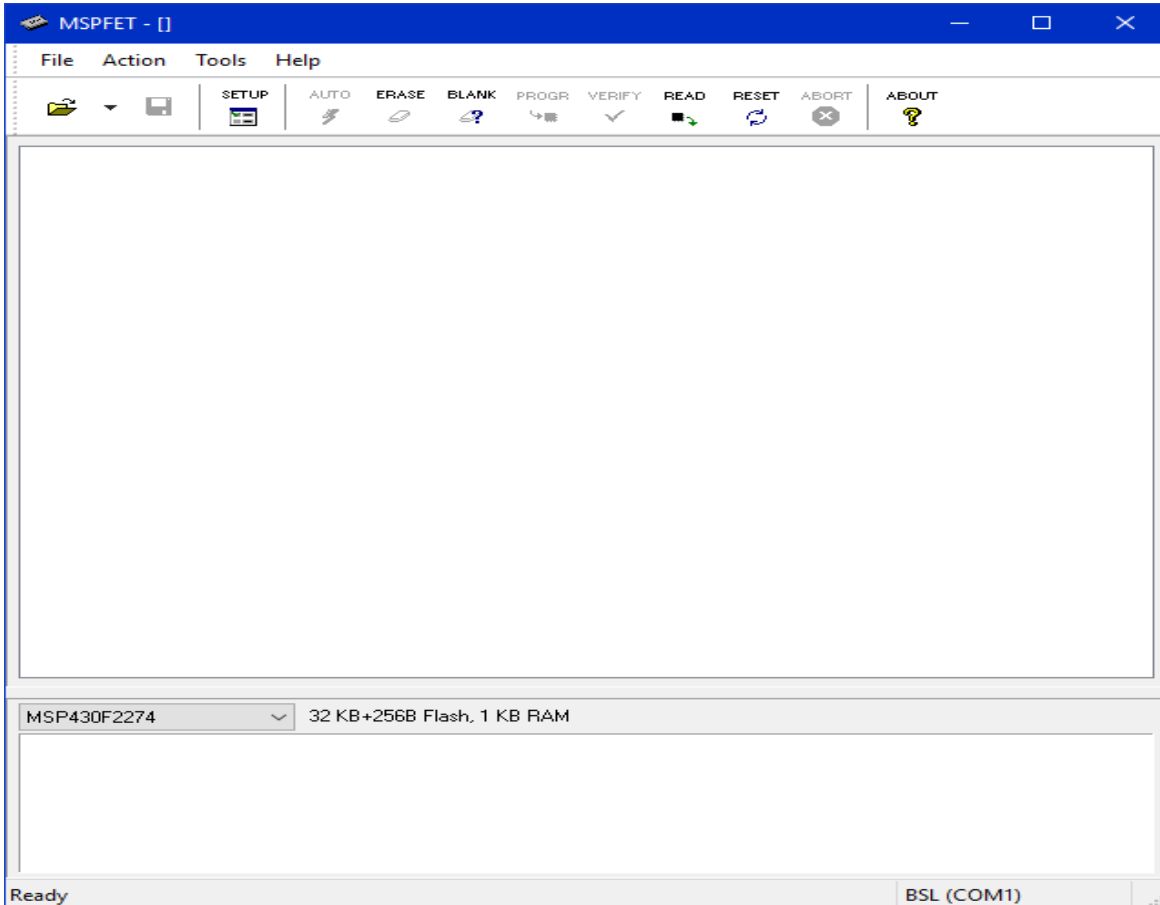 MSPFET - []
File Action Tools Help
SETUP AUTO ERASE BLANK PROGR VERIFY READ RESET ABORT ABOUT
MSP430F2274 32 KB+256B Flash, 1 KB RAM
Ready BSL (COM1)